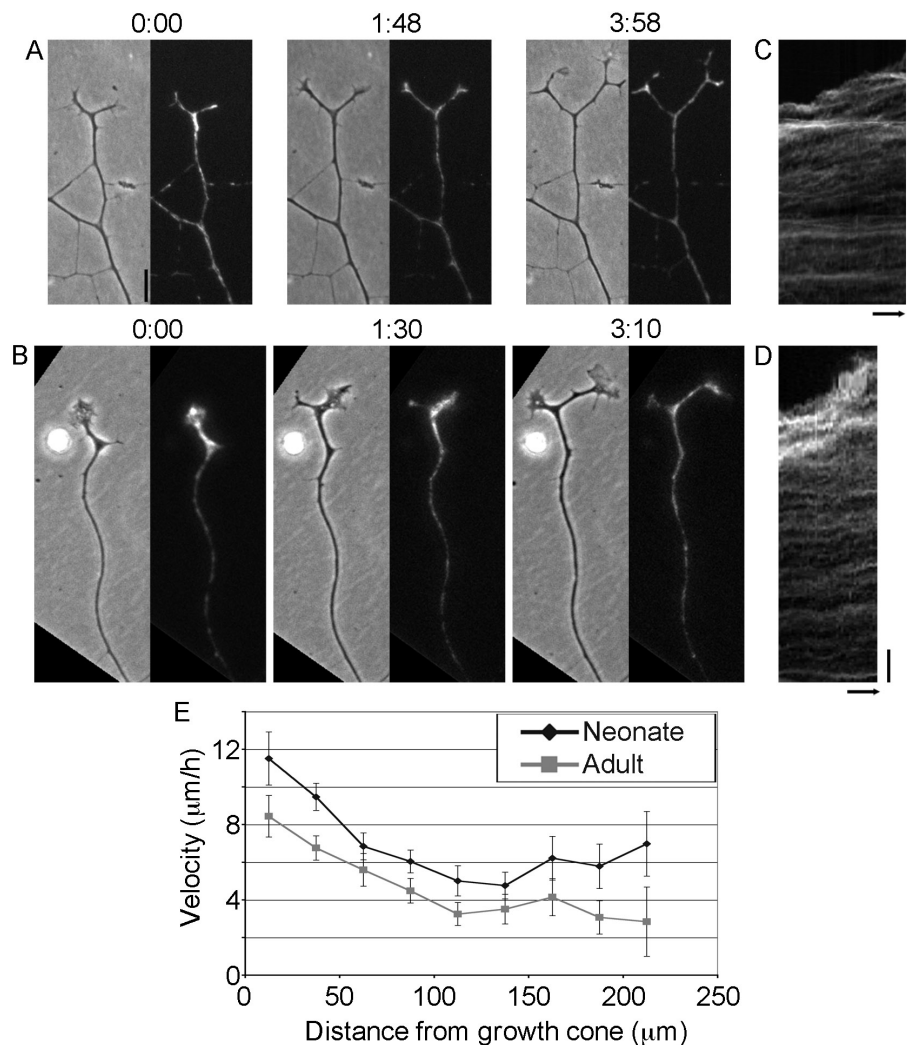 0:00 1:48 3:58
A C
0:00 1:30 3:10
B D
E
Neonate
Adult
12
8
4
0
Velocity (μm/h)
0 50 100 150 200 250
Distance from growth cone (μm)